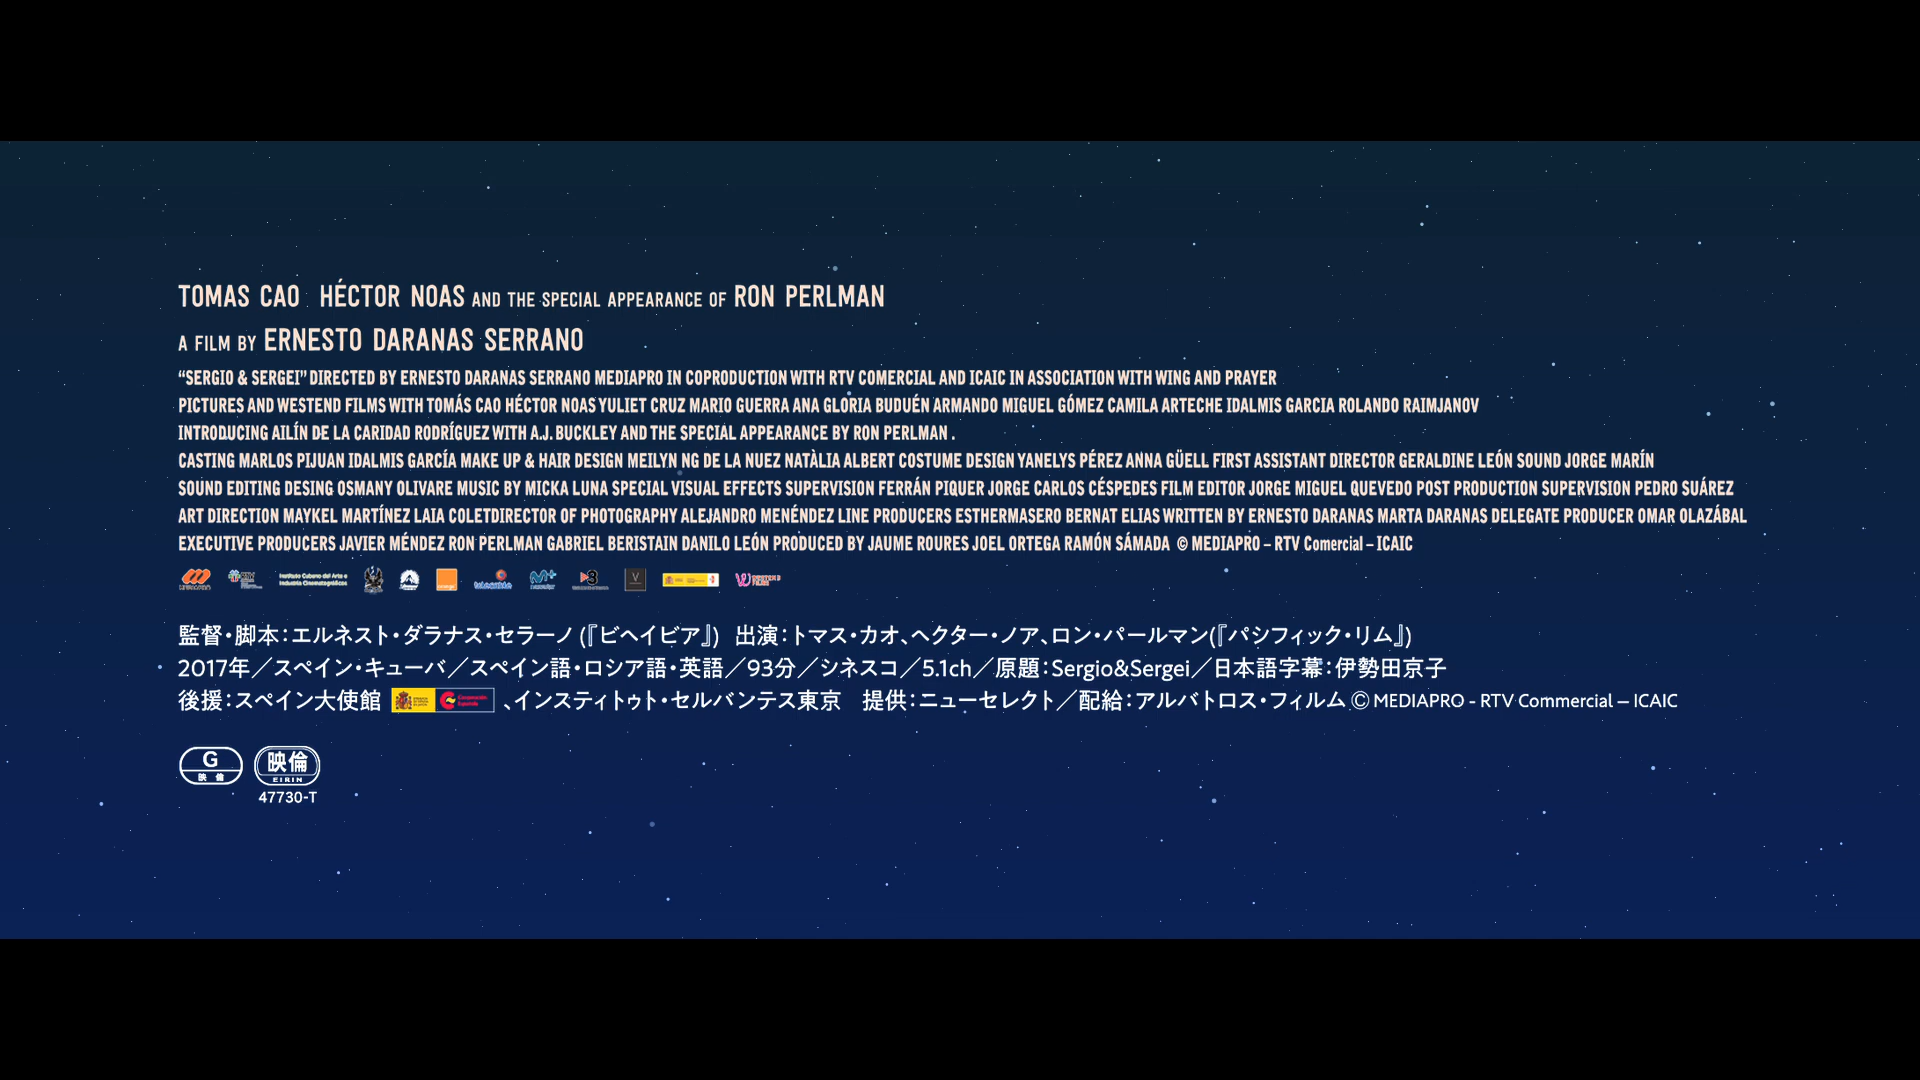 TOMAS CAO HÉCTOR NOAS AND THE SPECIAL APPEARANCE OF RON PERLMAN
A FILM BY ERNESTO DARANAS SERRANO
“SERGIO & SERGEI” DIRECTED BY ERNESTO DARANAS SERRANO MEDIAPRO IN COPRODUCTION WITH RTV COMERCIAL AND ICAIC IN ASSOCIATION WITH WING AND PRAYER
PICTURES AND WESTEND FILMS WITH TOMÁS CAO HÉCTOR NOAS YULIET CRUZ MARIO GUERRA ANA GLORIA BUDUÉN ARMANDO MIGUEL GÓMEZ CAMILA ARTECHE IDALMIS GARCIA ROLANDO RAIMJANOV
INTRODUCING AILÍN DE LA CARIDAD RODRÍGUEZ WITH A.J. BUCKLEY AND THE SPECIAL APPEARANCE BY RON PERLMAN .
CASTING MARLOS PIJUAN IDALMIS GARCÍA MAKE UP & HAIR DESIGN MEILYN NG DE LA NUEZ NATÀLIA ALBERT COSTUME DESIGN YANELYS PÉREZ ANNA GÜELL FIRST ASSISTANT DIRECTOR GERALDINE LEÓN SOUND JORGE MARÍN
SOUND EDITING DESING OSMANY OLIVARE MUSIC BY MICKA LUNA SPECIAL VISUAL EFFECTS SUPERVISION FERRÁN PIQUER JORGE CARLOS CÉSPEDES FILM EDITOR JORGE MIGUEL QUEVEDO POST PRODUCTION SUPERVISION PEDRO SUÁREZ
ART DIRECTION MAYKEL MARTÍNEZ LAIA COLETDIRECTOR OF PHOTOGRAPHY ALEJANDRO MENÉNDEZ LINE PRODUCERS ESTHERMASERO BERNAT ELIAS WRITTEN BY ERNESTO DARANAS MARTA DARANAS DELEGATE PRODUCER OMAR OLAZÁBAL
EXECUTIVE PRODUCERS JAVIER MÉNDEZ RON PERLMAN GABRIEL BERISTAIN DANILO LEÓN PRODUCED BY JAUME ROURES JOEL ORTEGA RAMÓN SÁMADA © MEDIAPRO – RTV Comercial – ICAIC
Instituto Cubano del Arte e
Industria Cinematográficos
監督・脚本：エルネスト・ダラナス・セラーノ (『ビヘイビア』) 出演：トマス・カオ、ヘクター・ノア、ロン・パールマン(『パシフィック・リム』)
2017年／スペイン・キューバ／スペイン語・ロシア語・英語／93分／シネスコ／5.1ch／原題：Sergio&Sergei／日本語字幕：伊勢田京子
後援：スペイン大使館 、インスティトゥト・セルバンテス東京 提供：ニューセレクト／配給：アルバトロス・フィルム Ⓒ MEDIAPRO - RTV Commercial – ICAIC
G
映倫
映倫
EIRIN
47730-T